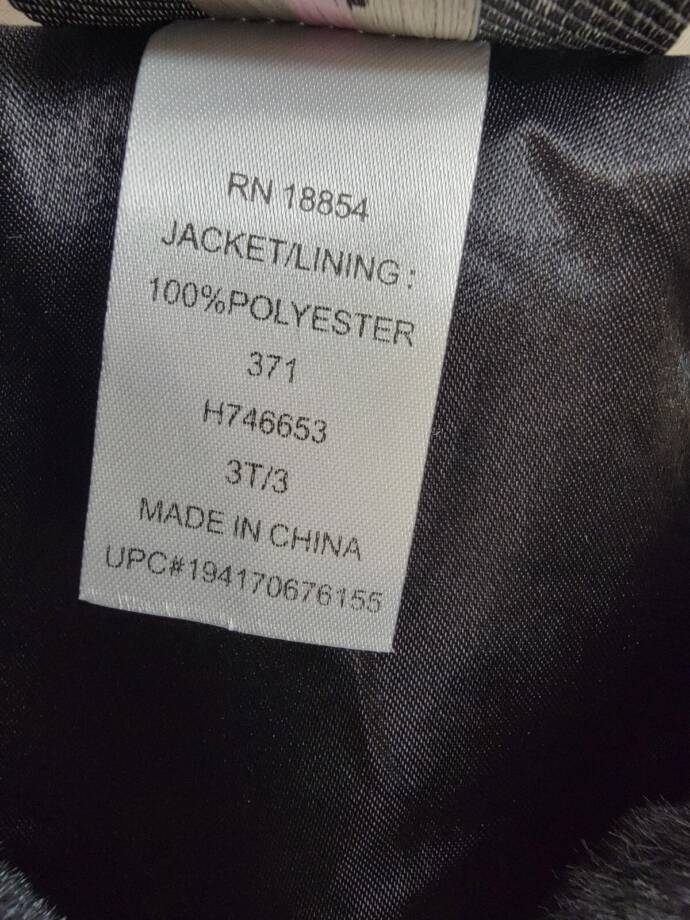 RN 18854
JACKET/LINING:
100%POLYESTER
371
H746653
3T/3
MADE IN CHINA
UPC#194170676155